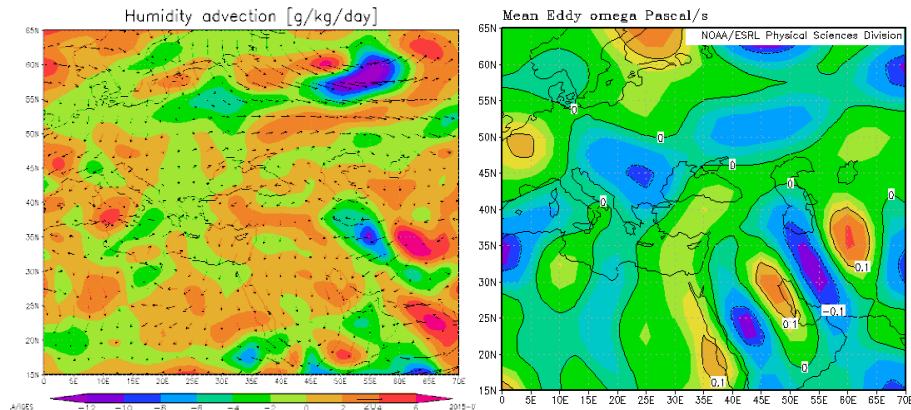 Humidity advection [g/kg/day]
65N
60N
55N
50N
45N
40N
35N
30N
25N
20N
15N
0 5E 10E 15E 20E 25E 30E 35E 40E 45E 50E 55E 60E 65E 70E
-12 -10 -8 -6 -4 -2 0 2 4 6
Mean Eddy omega Pascal/s
NOAA/ESRL Physical Sciences Division
65N
60N
55N
50N
45N
40N
35N
30N
25N
20N
15N
0
0
0
0
0
0
0
0.1
-0.1
0.1
0.1
0 5E 10E 15E 20E 25E 30E 35E 40E 45E 50E 55E 60E 65E 70E